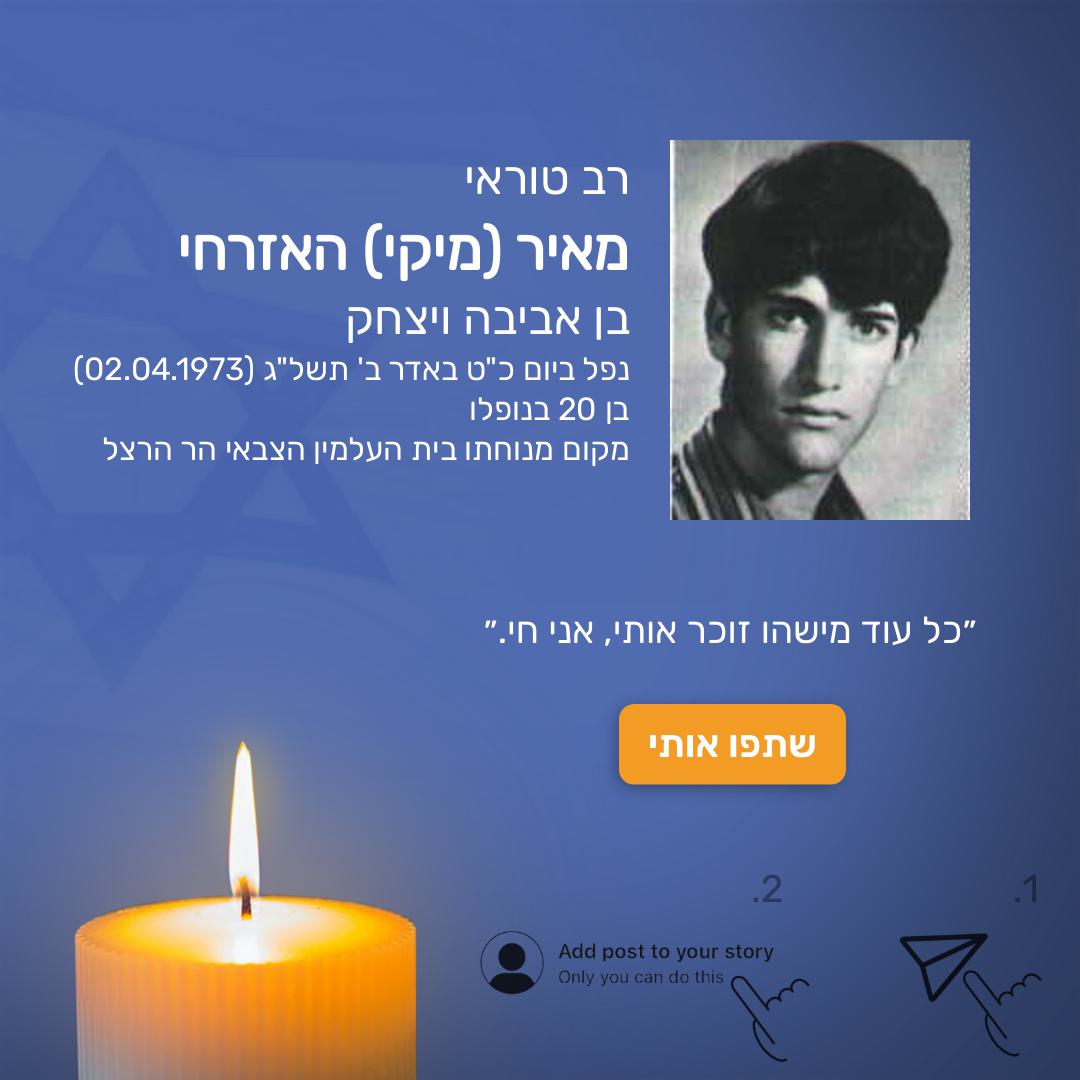 רב טוראי
מאיר (מיקי) האזרחי
בן אביבה ויצחק
נפל ביום כ"ט באדר ב' תשל"ג (02.04.1973)
בן 20 בנופלו
מקום מנוחתו בית העלמין הצבאי הר הרצל
״כל עוד מישהו זוכר אותי, אני חי.״
שתפו אותי
1.
2.
Add post to your story
Only you can do this